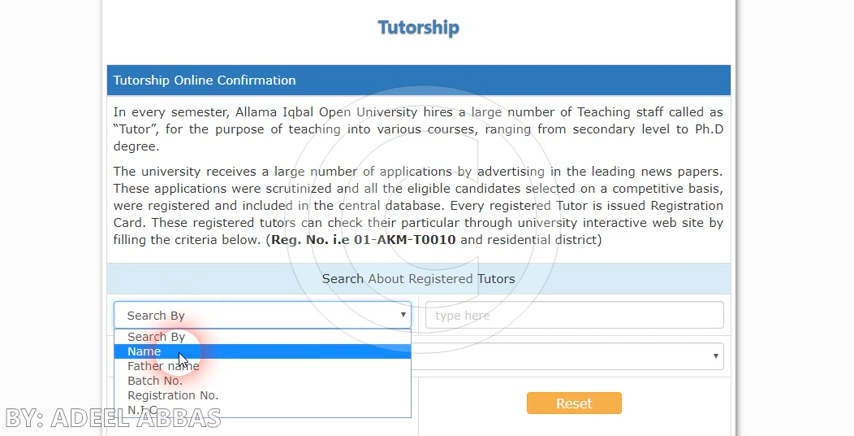 Tutorship
Tutorship Online Confirmation
In every semester, Allama Iqbal Open University hires a large number of Teaching staff called as
“Tutor”, for the purpose of teaching into various courses, ranging from secondary level to Ph.D
degree.
The university receives a large number of applications by advertising in the leading news papers.
These applications were scrutinized and all the eligible candidates selected on a competitive basis,
were registered and included in the central database. Every registered Tutor is issued Registration
Card. These registered tutors can check their particular through university interactive web site by
filling the criteria below. (Reg. No. i.e 01-AKM-T0010 and residential district)
Search About Registered Tutors
Search By
type here
Search By
Name
Father name
Batch No.
Registration No.
N.I.C
Reset
BY: ADEEL ABBAS